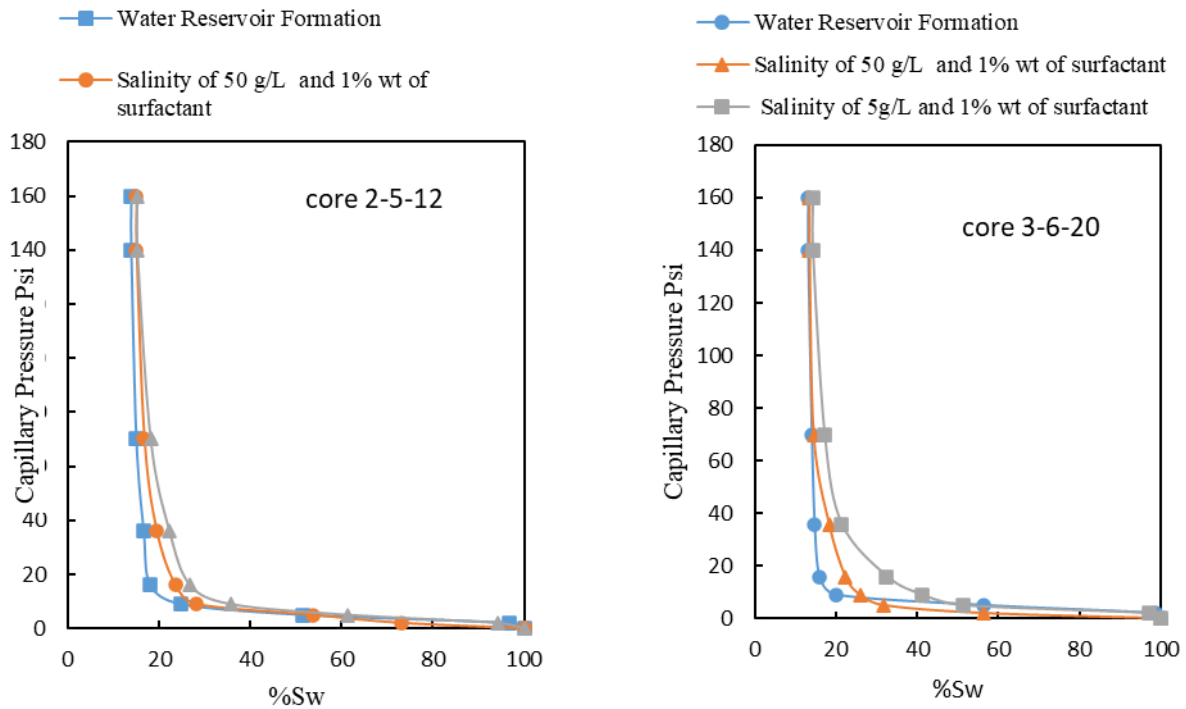 Water Reservoir Formation
Salinity of 50 g/L and 1% wt of
surfactant
180
160
140
40
20
0
0
20
40
60
80
100
Capillary Pressure Psi
%Sw
core 2-5-12
Water Reservoir Formation
Salinity of 50 g/L and 1% wt of surfactant
Salinity of 5g/L and 1% wt of surfactant
180
160
140
120
100
80
60
40
20
0
0
20
40
60
80
100
Capillary Pressure Psi
%Sw
core 3-6-20